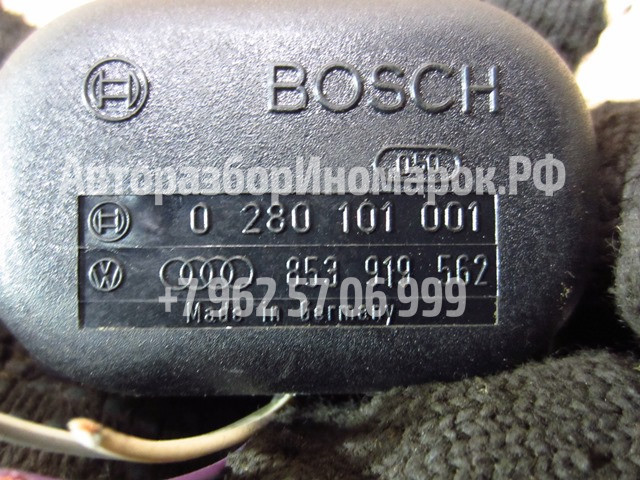 BOSCH
050
АвторазборИномарок.РФ
0 280 101 001
853 919 562
+7 962 57 06 999
Made in Germany